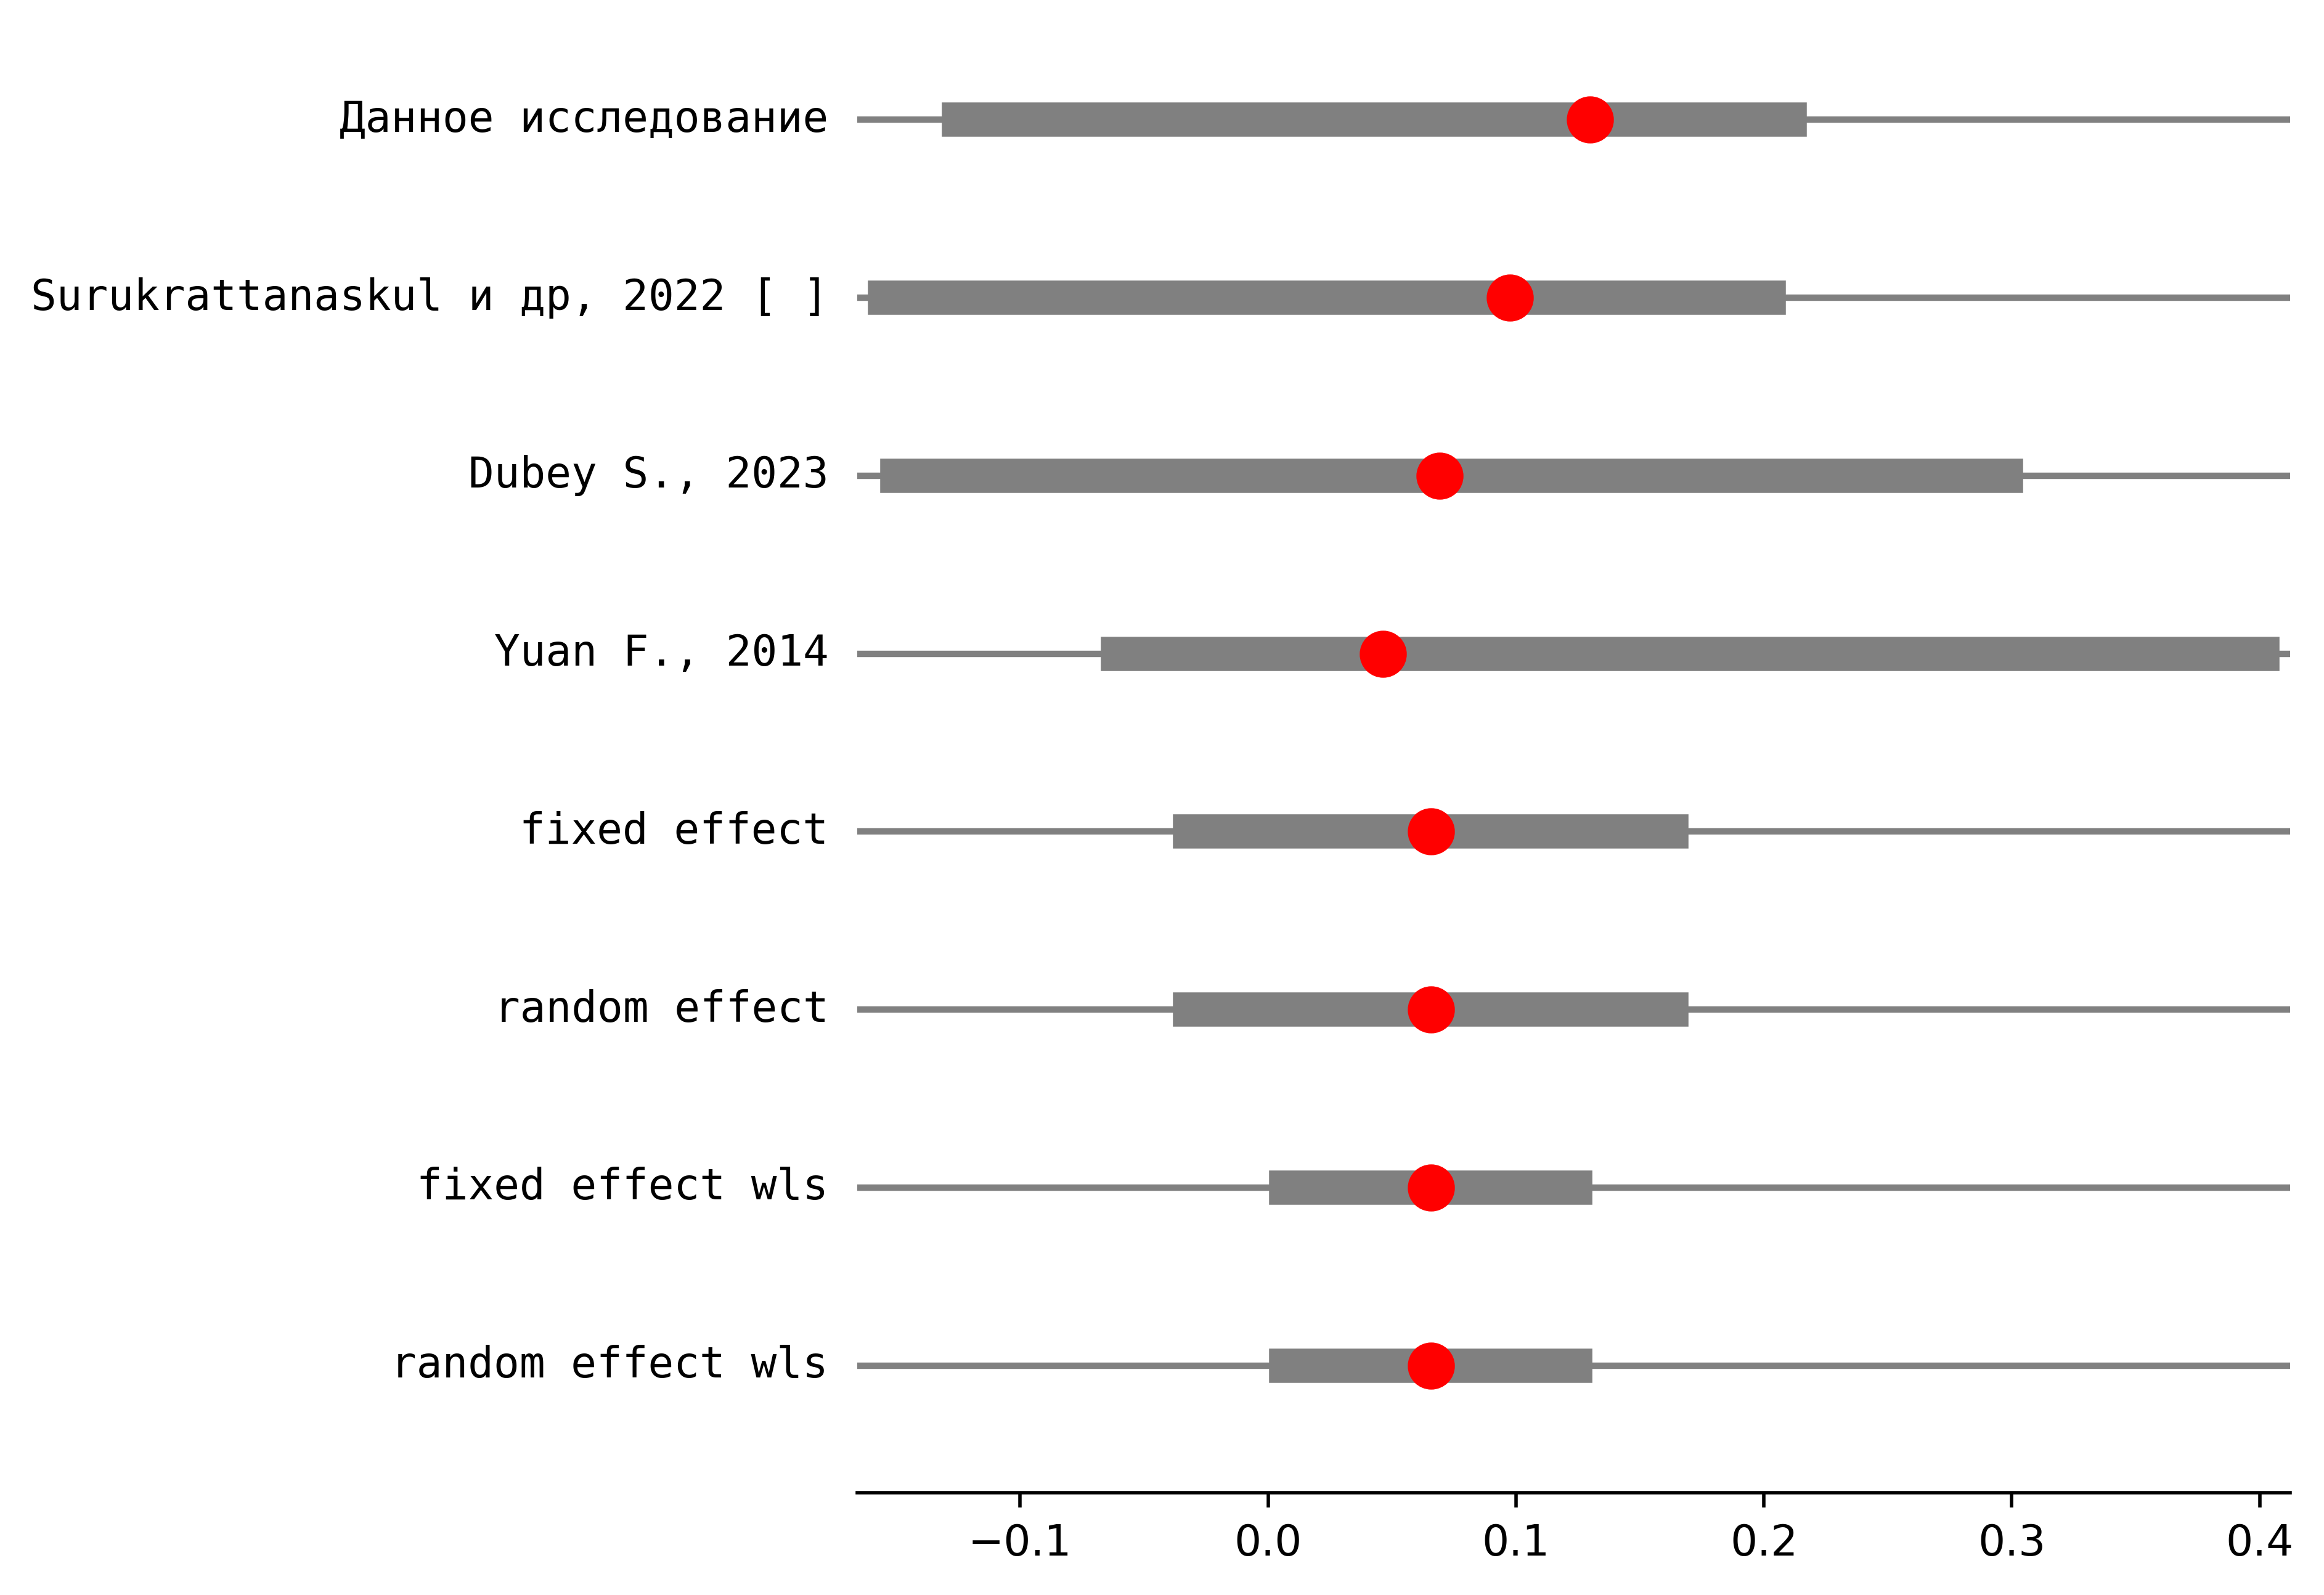 Данное исследование
Surukrattanaskul и др, 2022 [ ]
Dubey S., 2023
Yuan F., 2014
fixed effect
random effect
fixed effect wls
random effect wls
−0.1 0.0 0.1 0.2 0.3 0.4